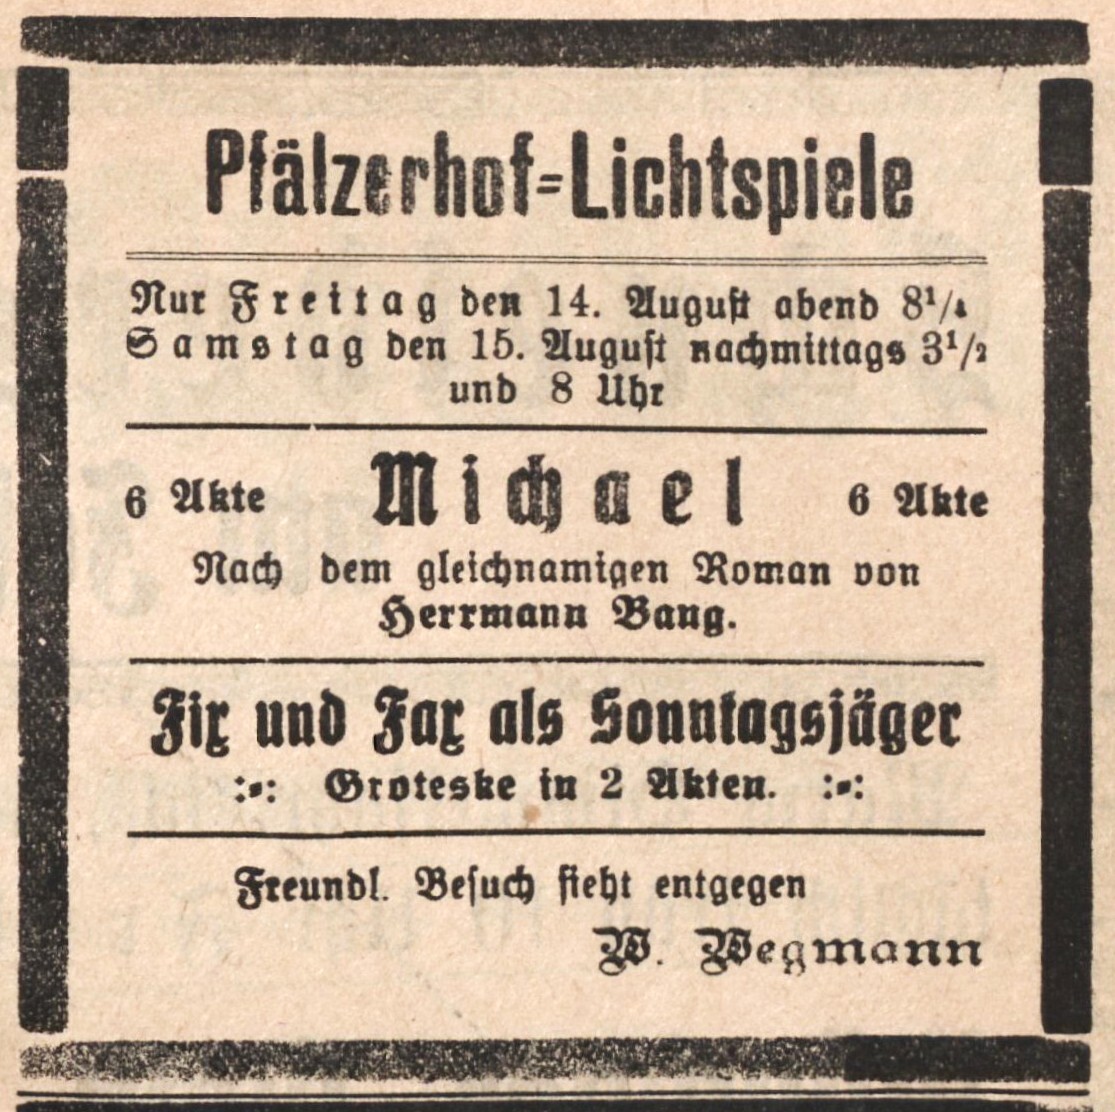 Pfälzerhof=Lichtspiele
Nur Freitag den 14. August abend 8¼
Samstag den 15. August nachmittags 3½
und 8 Uhr
6 Akte Michael 6 Akte
Nach dem gleichnamigen Roman von
Herrmann Bang.
Fix und Fax als Sonntagsjäger
:-: Groteske in 2 Akten. :-:
Freundl. Besuch sieht entgegen
W. Wegmann